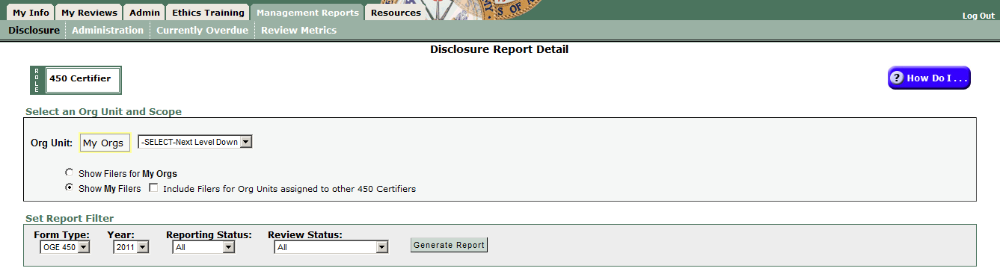 My Info My Reviews Admin Ethics Training Management Reports Resources Log Out
Disclosure Administration Currently Overdue Review Metrics
Disclosure Report Detail
ROLE 450 Certifier
? How Do I...
Select an Org Unit and Scope
Org Unit: My Orgs -SELECT-Next Level Down
Show Filers for My Orgs
Show My Filers Include Filers for Org Units assigned to other 450 Certifiers
Set Report Filter
Form Type: Year: Reporting Status: Review Status:
OGE 450 2011 All All Generate Report